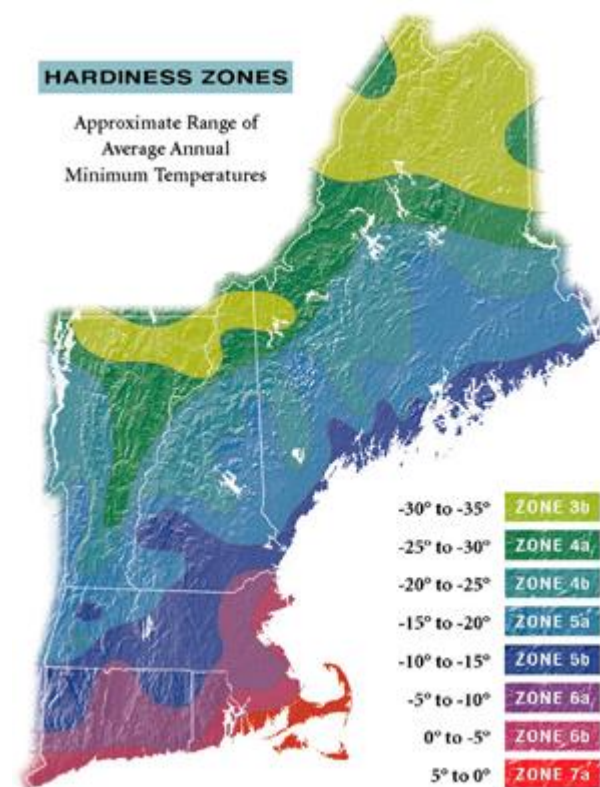 HARDINESS ZONES
Approximate Range of
Average Annual
Minimum Temperatures
-30° to -35° ZONE 3b
-25° to -30° ZONE 4a
-20° to -25° ZONE 4b
-15° to -20° ZONE 5a
-10° to -15° ZONE 5b
-5° to -10° ZONE 6a
0° to -5° ZONE 6b
5° to 0° ZONE 7a